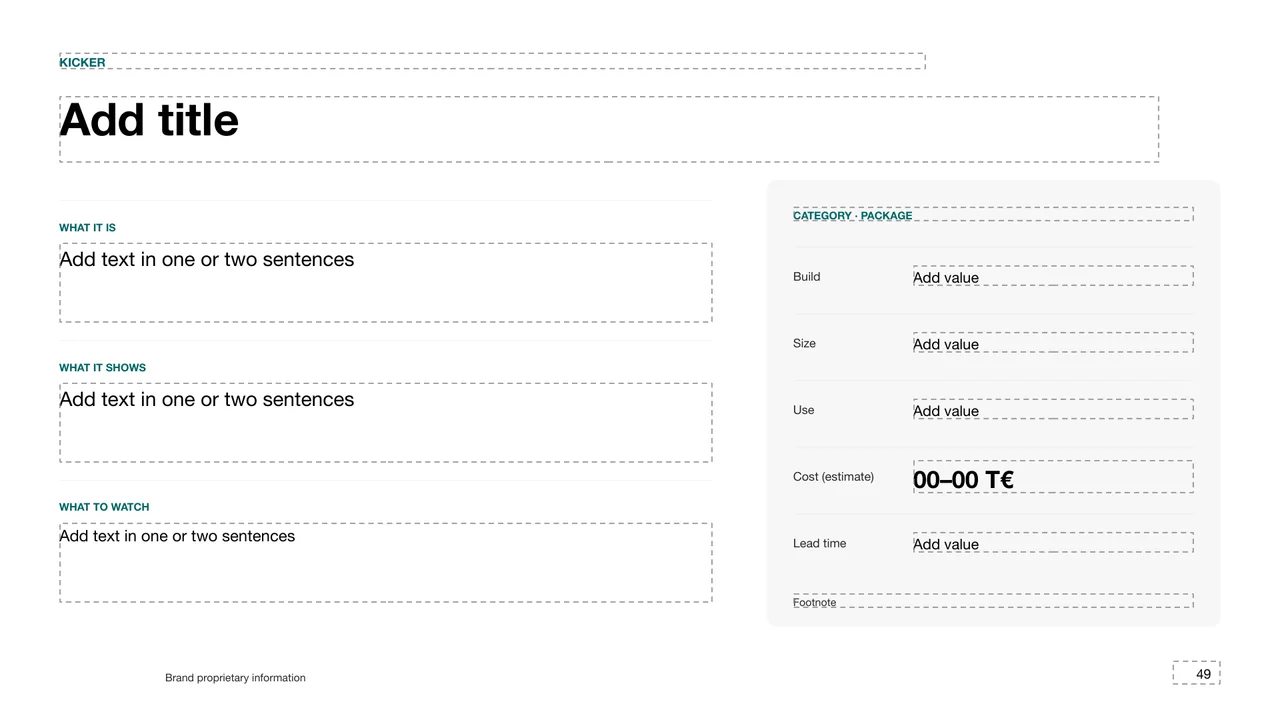 KICKER
Add title
WHAT IT IS
Add text in one or two sentences
WHAT IT SHOWS
Add text in one or two sentences
WHAT TO WATCH
Add text in one or two sentences
CATEGORY · PACKAGE
Build Add value
Size Add value
Use Add value
Cost (estimate) 00–00 T€
Lead time Add value
Footnote
Brand proprietary information
49